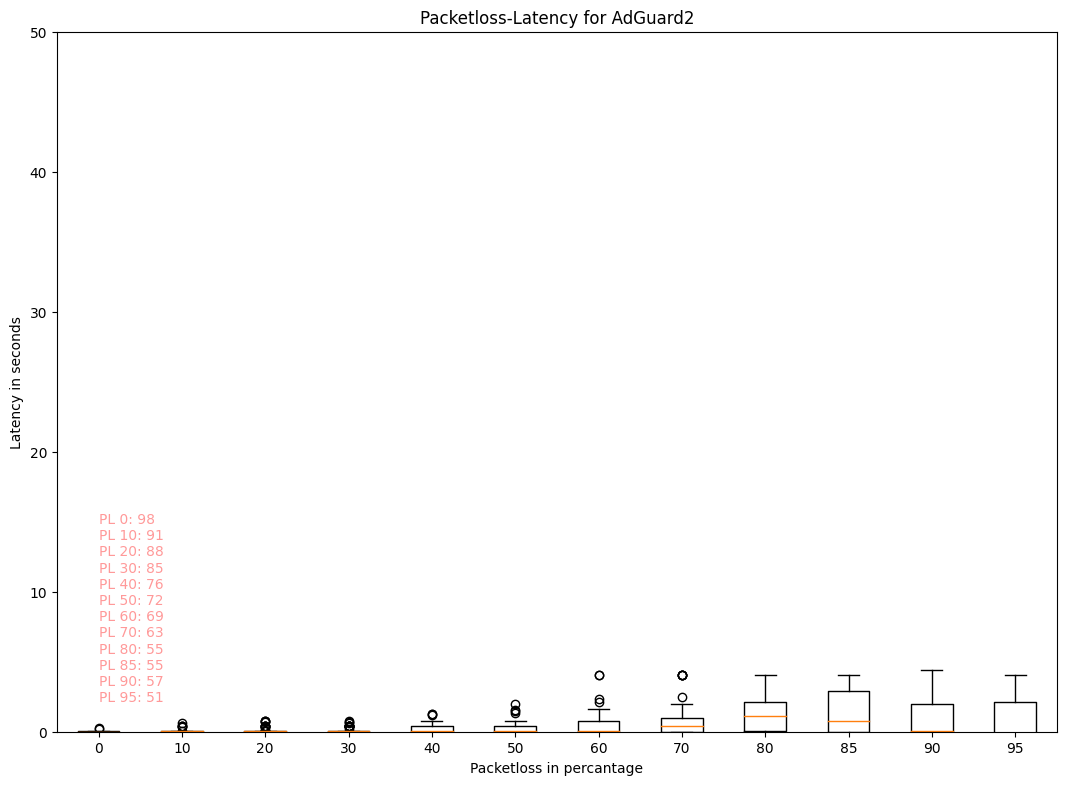 Packetloss-Latency for AdGuard2
50
40
30
20
10
0
Latency in seconds
PL 0: 98
PL 10: 91
PL 20: 88
PL 30: 85
PL 40: 76
PL 50: 72
PL 60: 69
PL 70: 63
PL 80: 55
PL 85: 55
PL 90: 57
PL 95: 51
0 10 20 30 40 50 60 70 80 85 90 95
Packetloss in percantage